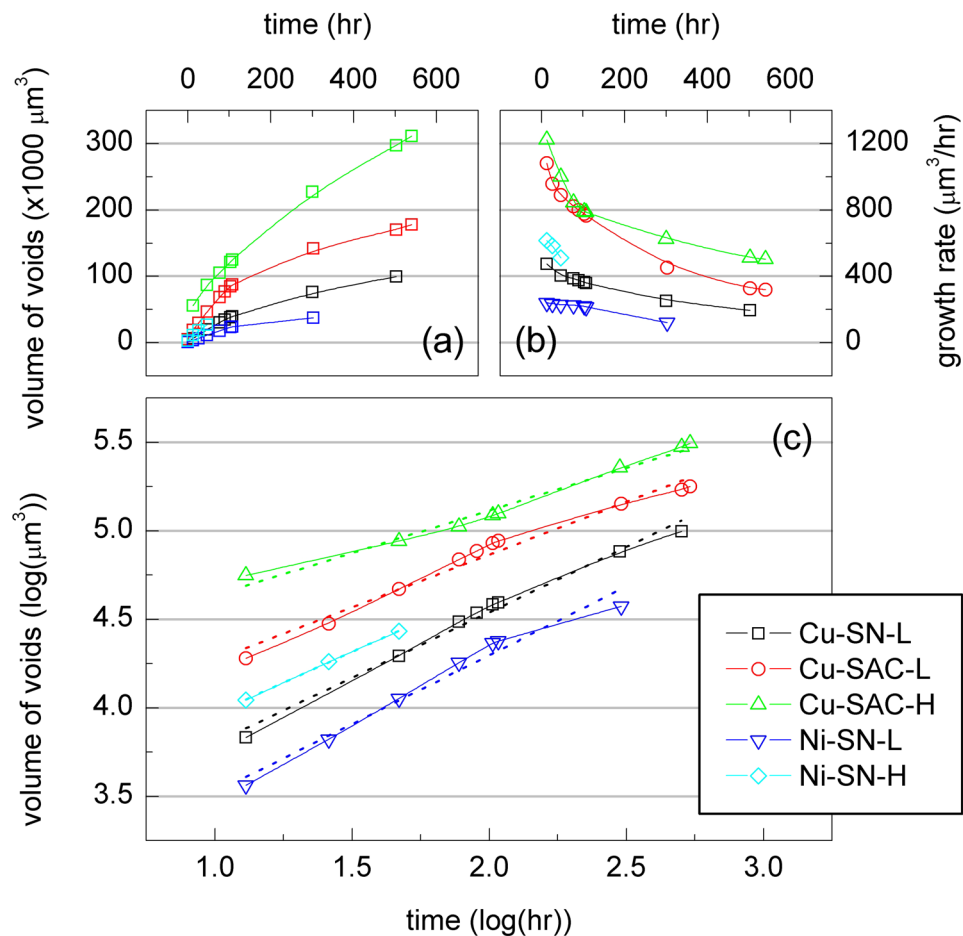 time (hr)
time (hr)
0 200 400 600
0 200 400 600
volume of voids (x1000 μm³)
300
200
100
0
(a)
(b)
1200
800
400
0
growth rate (μm³/hr)
(c)
volume of voids (log(μm³))
5.5
5.0
4.5
4.0
3.5
Cu-SN-L
Cu-SAC-L
Cu-SAC-H
Ni-SN-L
Ni-SN-H
1.0 1.5 2.0 2.5 3.0
time (log(hr))